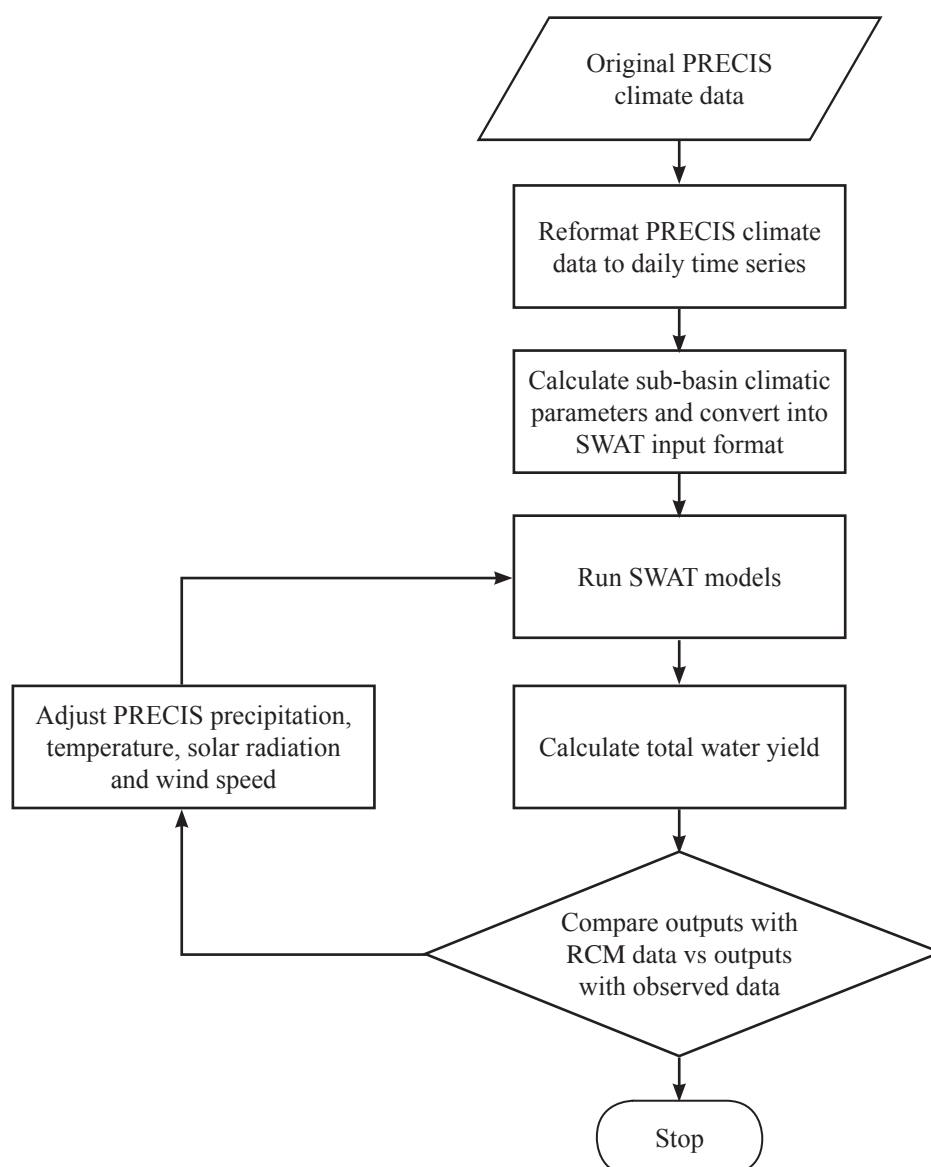 Original PRECIS
climate data
Reformat PRECIS climate
data to daily time series
Calculate sub-basin climatic
parameters and convert into
SWAT input format
Run SWAT models
Adjust PRECIS precipitation,
temperature, solar radiation
and wind speed
Calculate total water yield
Compare outputs with
RCM data vs outputs
with observed data
Stop